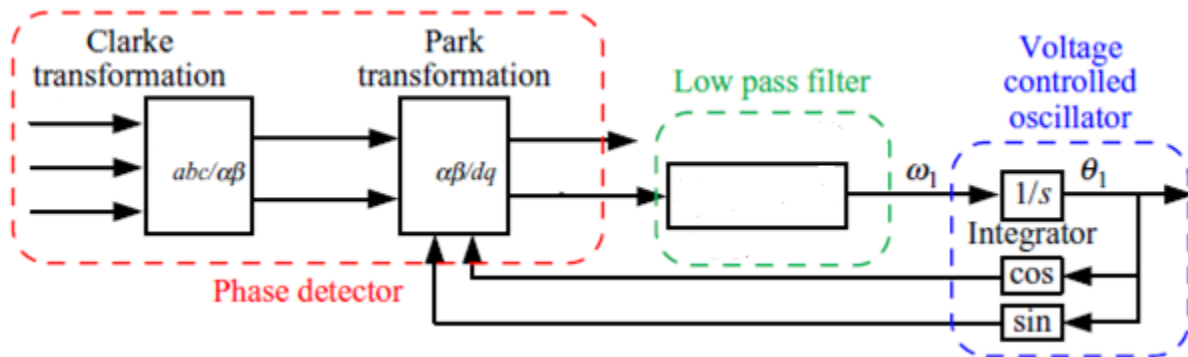 Clarke
transformation
Park
transformation
Low pass filter
Voltage
controlled
oscillator
abc/αβ
αβ/dq
ω1
1/s
θ1
Integrator
cos
sin
Phase detector